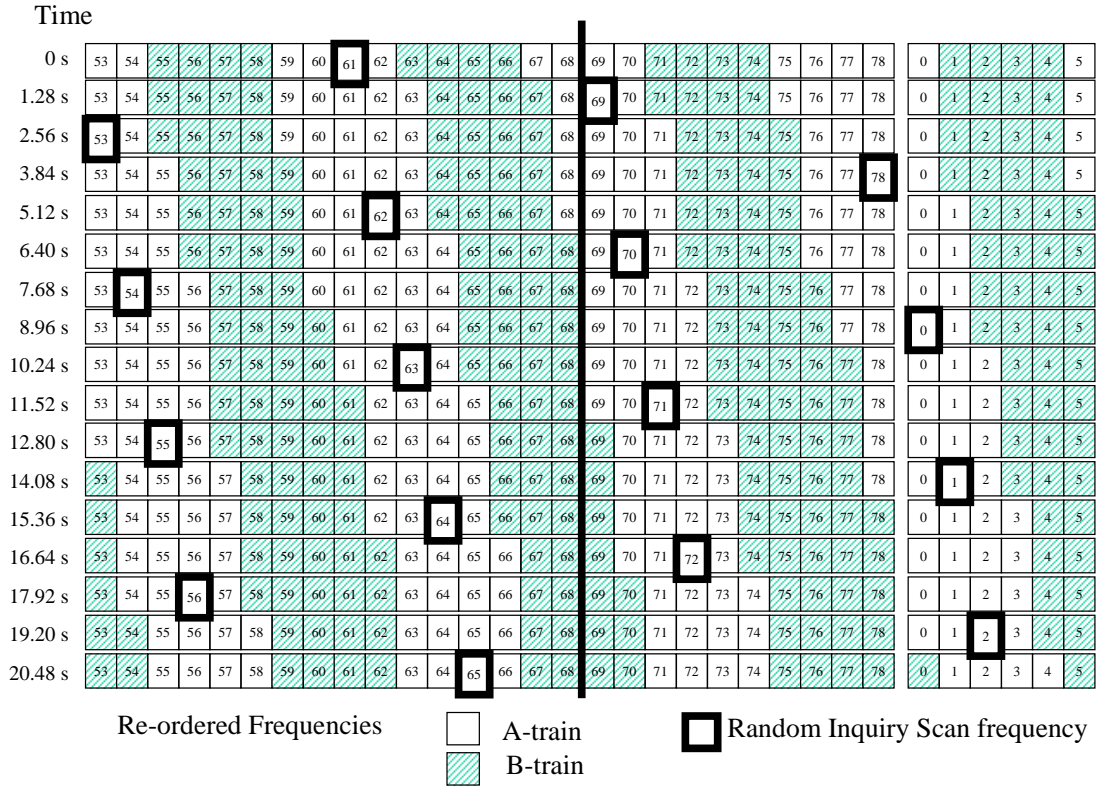 Time
0 s 53 54 55 56 57 58 59 60 61 62 63 64 65 66 67 68 69 70 71 72 73 74 75 76 77 78 0 1 2 3 4 5
1.28 s 53 54 55 56 57 58 59 60 61 62 63 64 65 66 67 68 69 70 71 72 73 74 75 76 77 78 0 1 2 3 4 5
2.56 s 53 54 55 56 57 58 59 60 61 62 63 64 65 66 67 68 69 70 71 72 73 74 75 76 77 78 0 1 2 3 4 5
3.84 s 53 54 55 56 57 58 59 60 61 62 63 64 65 66 67 68 69 70 71 72 73 74 75 76 77 78 0 1 2 3 4 5
5.12 s 53 54 55 56 57 58 59 60 61 62 63 64 65 66 67 68 69 70 71 72 73 74 75 76 77 78 0 1 2 3 4 5
6.40 s 53 54 55 56 57 58 59 60 61 62 63 64 65 66 67 68 69 70 71 72 73 74 75 76 77 78 0 1 2 3 4 5
7.68 s 53 54 55 56 57 58 59 60 61 62 63 64 65 66 67 68 69 70 71 72 73 74 75 76 77 78 0 1 2 3 4 5
8.96 s 53 54 55 56 57 58 59 60 61 62 63 64 65 66 67 68 69 70 71 72 73 74 75 76 77 78 0 1 2 3 4 5
10.24 s 53 54 55 56 57 58 59 60 61 62 63 64 65 66 67 68 69 70 71 72 73 74 75 76 77 78 0 1 2 3 4 5
11.52 s 53 54 55 56 57 58 59 60 61 62 63 64 65 66 67 68 69 70 71 72 73 74 75 76 77 78 0 1 2 3 4 5
12.80 s 53 54 55 56 57 58 59 60 61 62 63 64 65 66 67 68 69 70 71 72 73 74 75 76 77 78 0 1 2 3 4 5
14.08 s 53 54 55 56 57 58 59 60 61 62 63 64 65 66 67 68 69 70 71 72 73 74 75 76 77 78 0 1 2 3 4 5
15.36 s 53 54 55 56 57 58 59 60 61 62 63 64 65 66 67 68 69 70 71 72 73 74 75 76 77 78 0 1 2 3 4 5
16.64 s 53 54 55 56 57 58 59 60 61 62 63 64 65 66 67 68 69 70 71 72 73 74 75 76 77 78 0 1 2 3 4 5
17.92 s 53 54 55 56 57 58 59 60 61 62 63 64 65 66 67 68 69 70 71 72 73 74 75 76 77 78 0 1 2 3 4 5
19.20 s 53 54 55 56 57 58 59 60 61 62 63 64 65 66 67 68 69 70 71 72 73 74 75 76 77 78 0 1 2 3 4 5
20.48 s 53 54 55 56 57 58 59 60 61 62 63 64 65 66 67 68 69 70 71 72 73 74 75 76 77 78 0 1 2 3 4 5
Re-ordered Frequencies A-train Random Inquiry Scan frequency
B-train